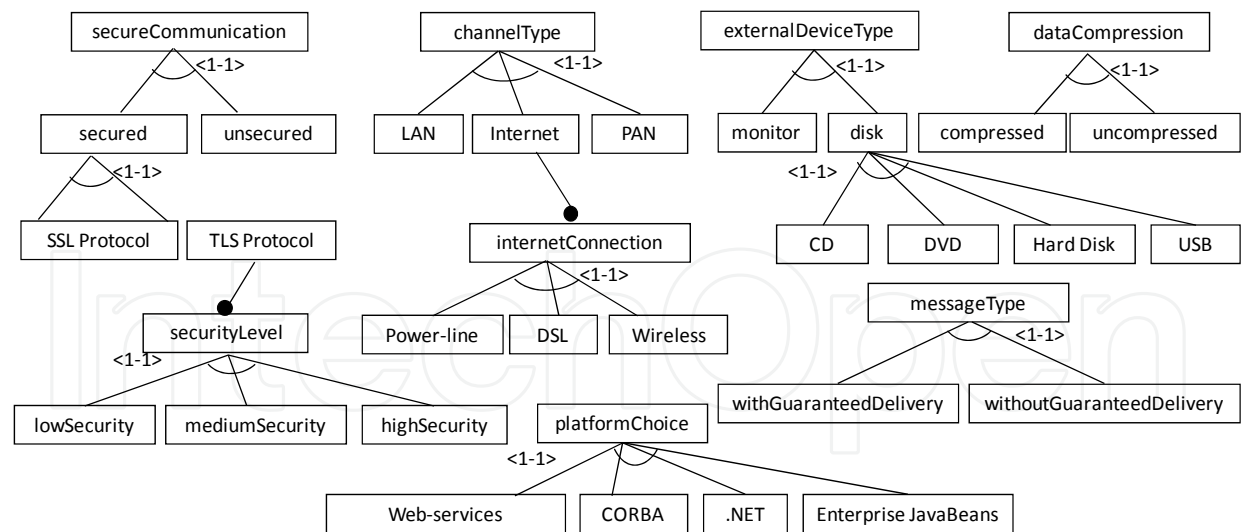 secureCommunication
channelType
externalDeviceType
dataCompression
<1-1>
<1-1>
<1-1>
<1-1>
secured
unsecured
LAN
Internet
PAN
monitor
disk
compressed
uncompressed
<1-1>
<1-1>
SSL Protocol
TLS Protocol
internetConnection
CD
DVD
Hard Disk
USB
<1-1>
messageType
securityLevel
Power-line
DSL
Wireless
<1-1>
<1-1>
withGuaranteedDelivery
withoutGuaranteedDelivery
lowSecurity
mediumSecurity
highSecurity
platformChoice
<1-1>
Web-services
CORBA
.NET
Enterprise JavaBeans
IntechOpen